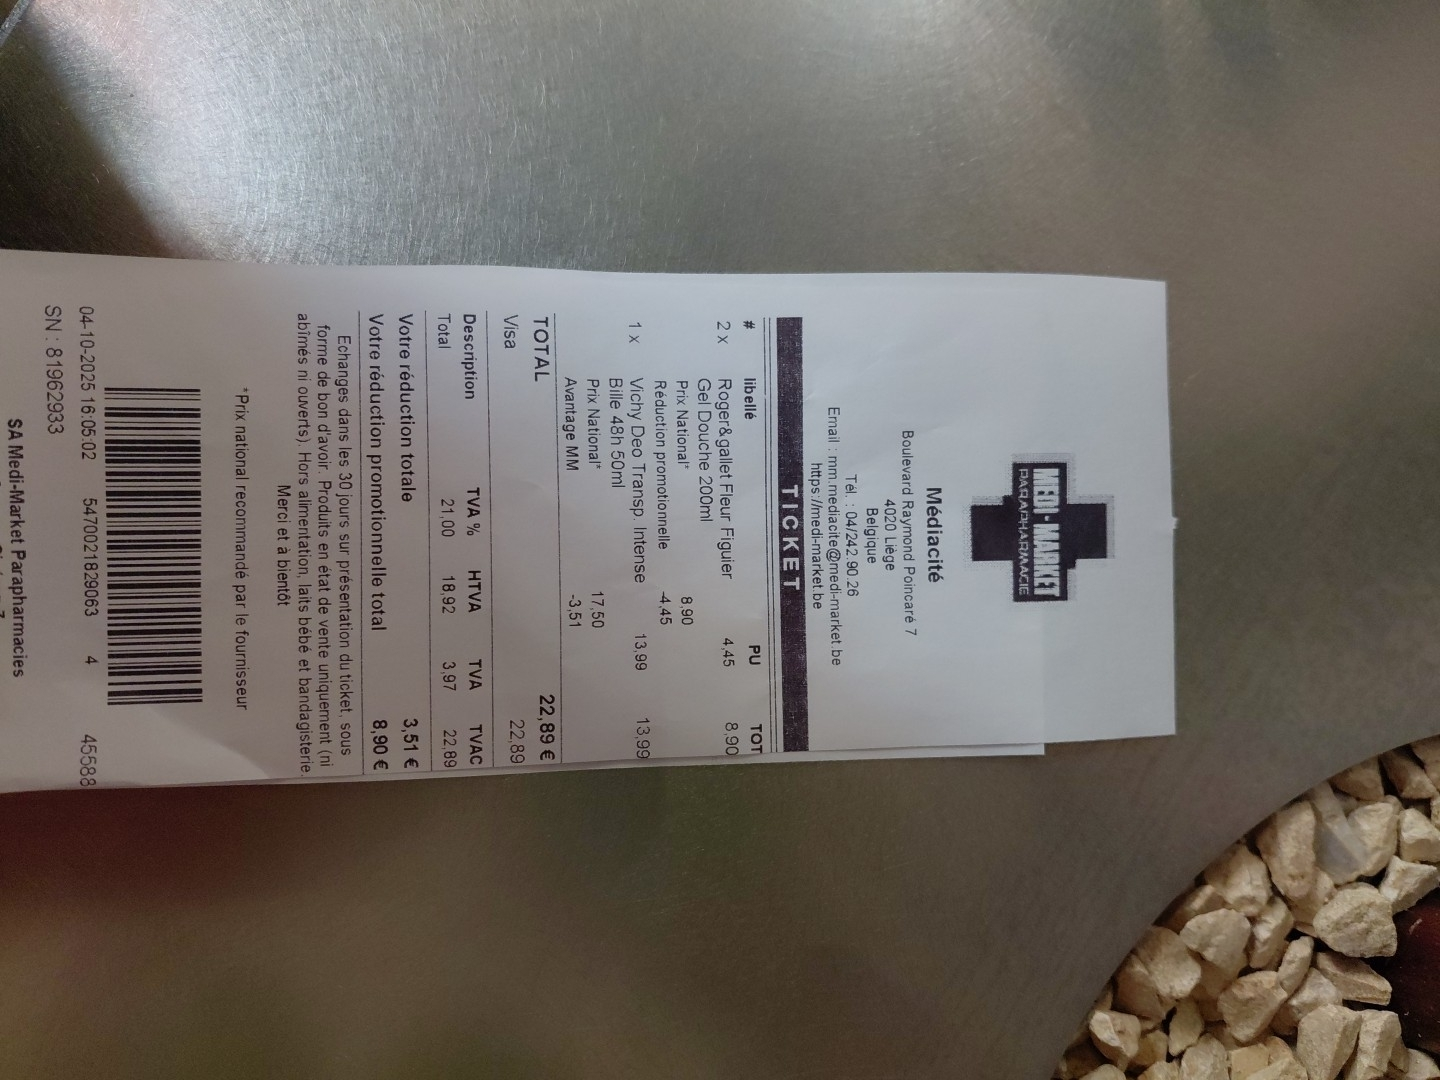 MEDI-MARKET
PARAPHARMACIE
Médiacité
Boulevard Raymond Poincaré 7
4020 Liège
Belgique
Tél. : 04/242.90.26
Email : mm.mediacite@medi-market.be
https://medi-market.be
TICKET
# libellé PU TOT
2 x Roger&galet Fleur Figuier 4,45 8,90
Gel Douche 200ml
Prix National* 8,90
Réduction promotionnelle -4,45
1 x Vichy Deo Transp. Intense 13,99 13,99
Bille 48h 50ml
Prix National* 17,50
Avantage MM -3,51
TOTAL 22,89 €
Visa 22,89
Description TVA % HTVA TVA TVAC
Total 21,00 18,92 3,97 22,89
Votre réduction totale 3,51 €
Votre réduction promotionnelle total 8,90 €
Echanges dans les 30 jours sur présentation du ticket, sous
forme de bon d'avoir. Produits en état de vente uniquement (ni
abîmés ni ouverts). Hors alimentation, laits bébé et bandagisterie.
Merci et à bientôt
*Prix national recommandé par le fournisseur
04-10-2025 16:05:02 5470021829063 4 45588
SN : 81962933
SA Medi-Market Parapharmacies